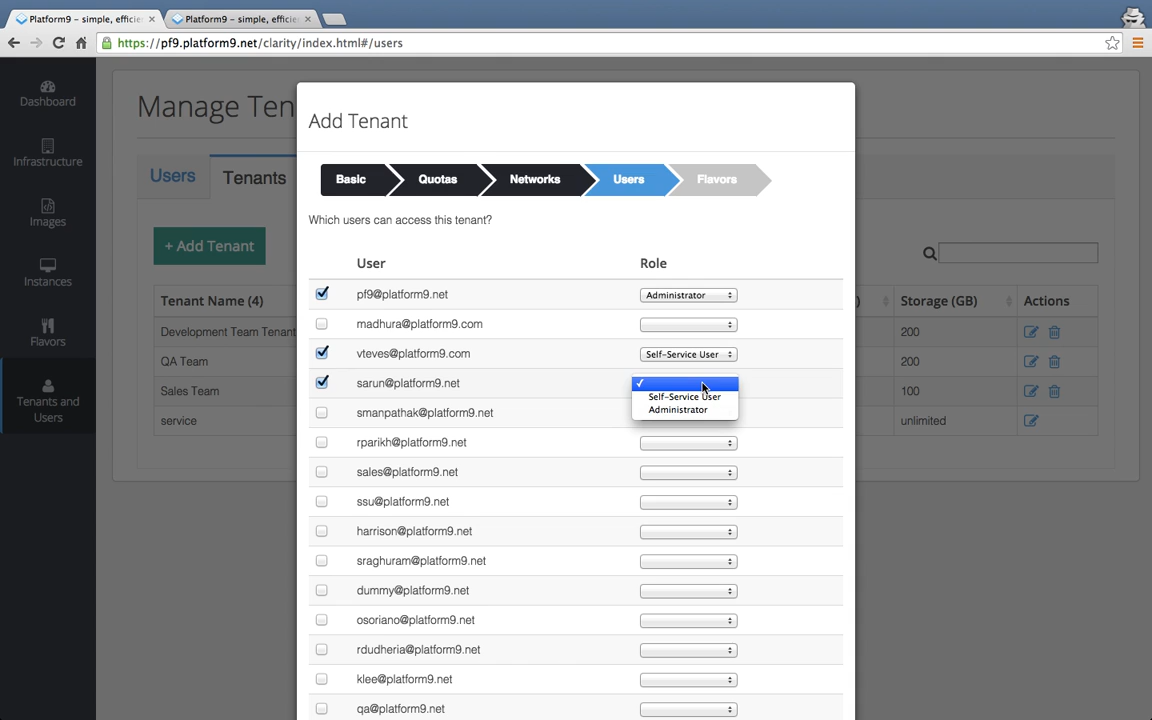 Platform9 – simple, efficie
Platform9 – simple, efficie
https://pf9.platform9.net/clarity/index.html#/users
Dashboard
Infrastructure
Images
Instances
Flavors
Tenants and
Users
Manage Ten
Users
Tenants
+ Add Tenant
Tenant Name (4)
Storage (GB)
Actions
Development Team Tenant
200
QA Team
200
Sales Team
100
service
unlimited
Add Tenant
Basic
Quotas
Networks
Users
Flavors
Which users can access this tenant?
User
Role
pf9@platform9.net
Administrator
madhura@platform9.com
vteves@platform9.com
Self-Service User
sarun@platform9.net
Self-Service User
Administrator
smanpathak@platform9.net
rparikh@platform9.net
sales@platform9.net
ssu@platform9.net
harrison@platform9.net
sraghuram@platform9.net
dummy@platform9.net
osoriano@platform9.net
rdudheria@platform9.net
klee@platform9.net
qa@platform9.net